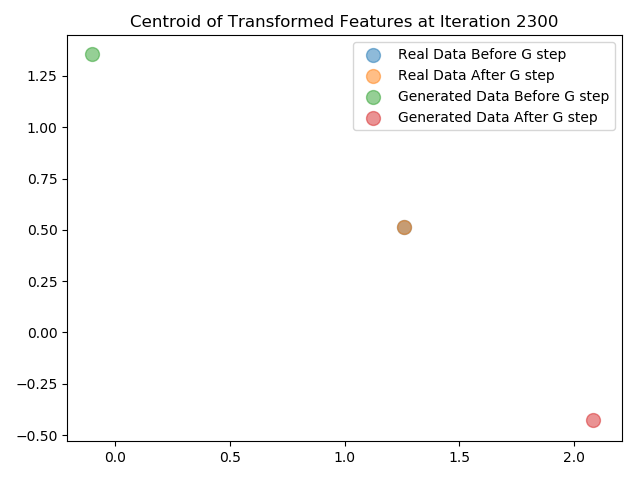 Centroid of Transformed Features at Iteration 2300
Real Data Before G step
Real Data After G step
Generated Data Before G step
Generated Data After G step
1.25
1.00
0.75
0.50
0.25
0.00
−0.25
−0.50
0.0 0.5 1.0 1.5 2.0